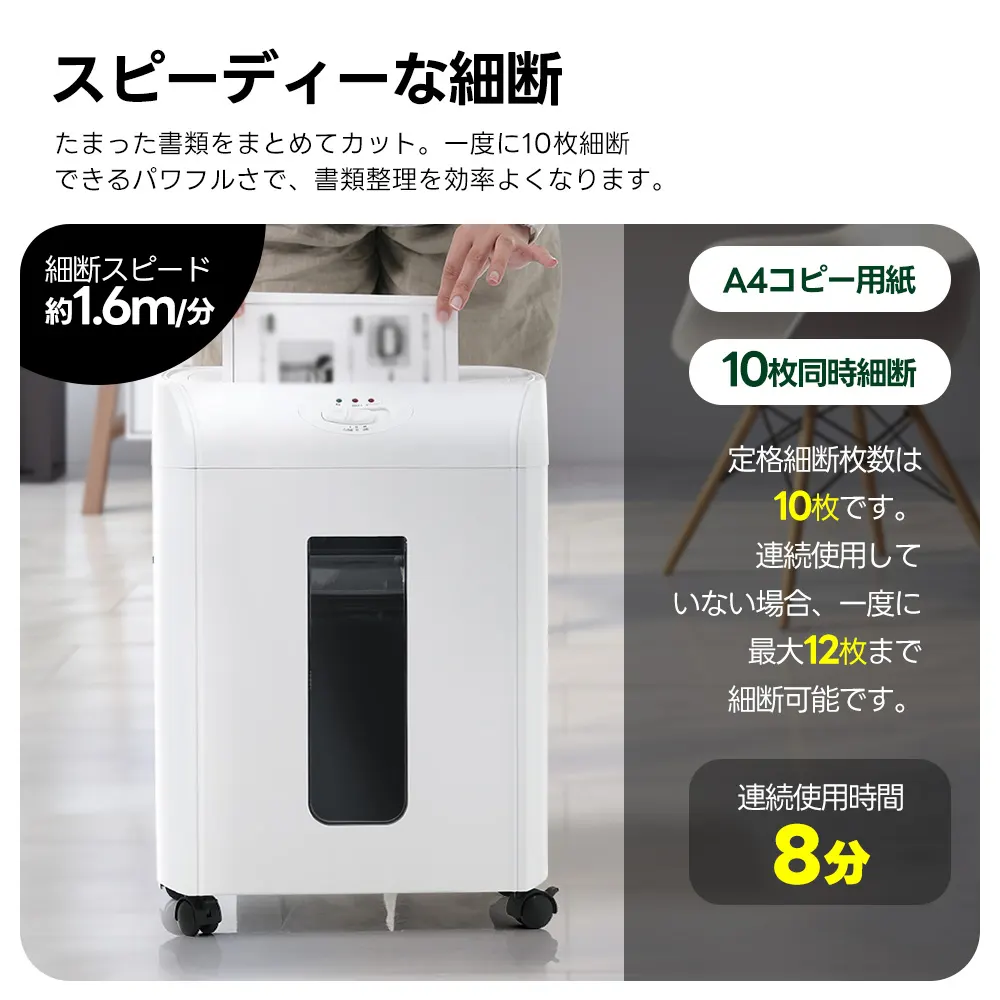 スピーディーな細断
たまった書類をまとめてカット。一度に10枚細断
できるパワフルさで、書類整理を効率よくなります。
細断スピード
約1.6m/分
A4コピー用紙
10枚同時細断
定格細断枚数は
10枚です。
連続使用して
いない場合、一度に
最大12枚まで
細断可能です。
連続使用時間
8分